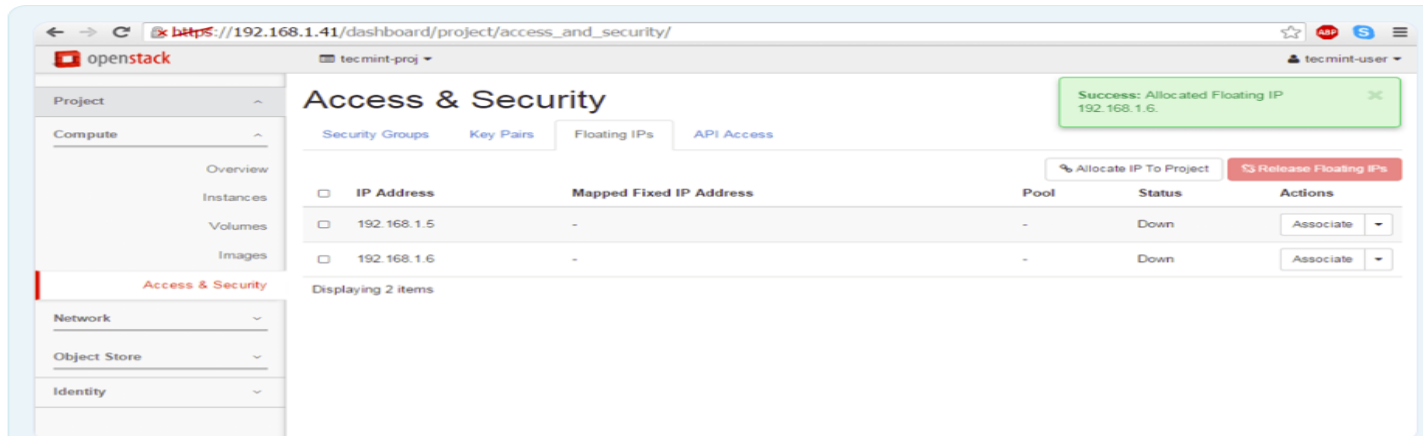 https://192.168.1.41/dashboard/project/access_and_security/
ABP S
openstack tecmint-proj tecmint-user
Project
Compute
Overview
Instances
Volumes
Images
Access & Security
Network
Object Store
Identity
Access & Security
Success: Allocated Floating IP
192.168.1.6.
Security Groups Key Pairs Floating IPs API Access
Allocate IP To Project Release Floating IPs
IP Address Mapped Fixed IP Address Pool Status Actions
192.168.1.5 - - Down Associate
192.168.1.6 - - Down Associate
Displaying 2 items